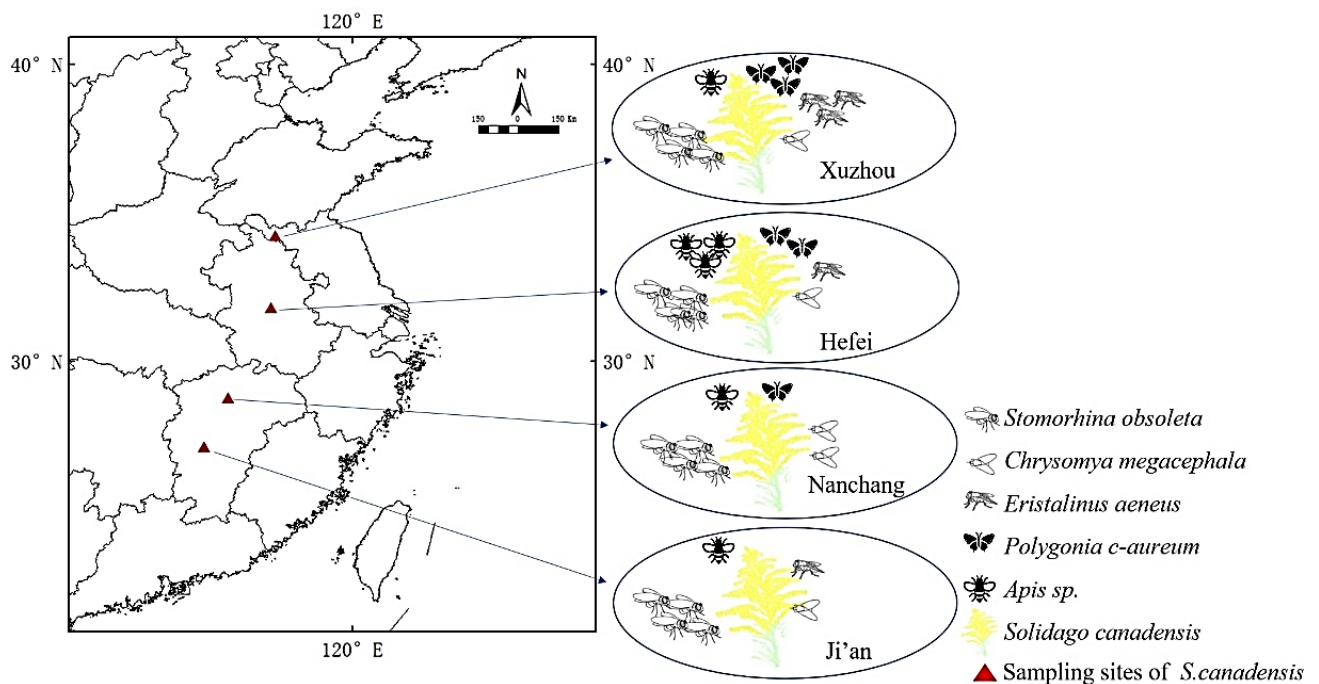 120° E
40° N
N
150 0 150 Km
40° N
Xuzhou
Hefei
30° N
30° N
Nanchang
Ji'an
120° E
Stomorhina obsoleta
Chrysomya megacephala
Eristalinus aeneus
Polygonia c-aureum
Apis sp.
Solidago canadensis
Sampling sites of S.canadensis